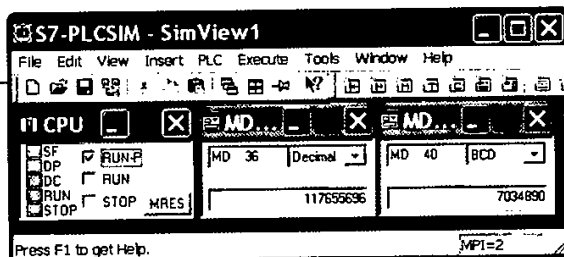 S7-PLCSIM - SimView1
File Edit View Insert PLC Execute Tools Window Help
CPU
MD...
MD...
SF
DP
DC
RUN
STOP
RUN-P
RUN
STOP
MRES
MD 36 Decimal
117655696
MD 40 BCD
7034890
Press F1 to get Help.
MPI=2